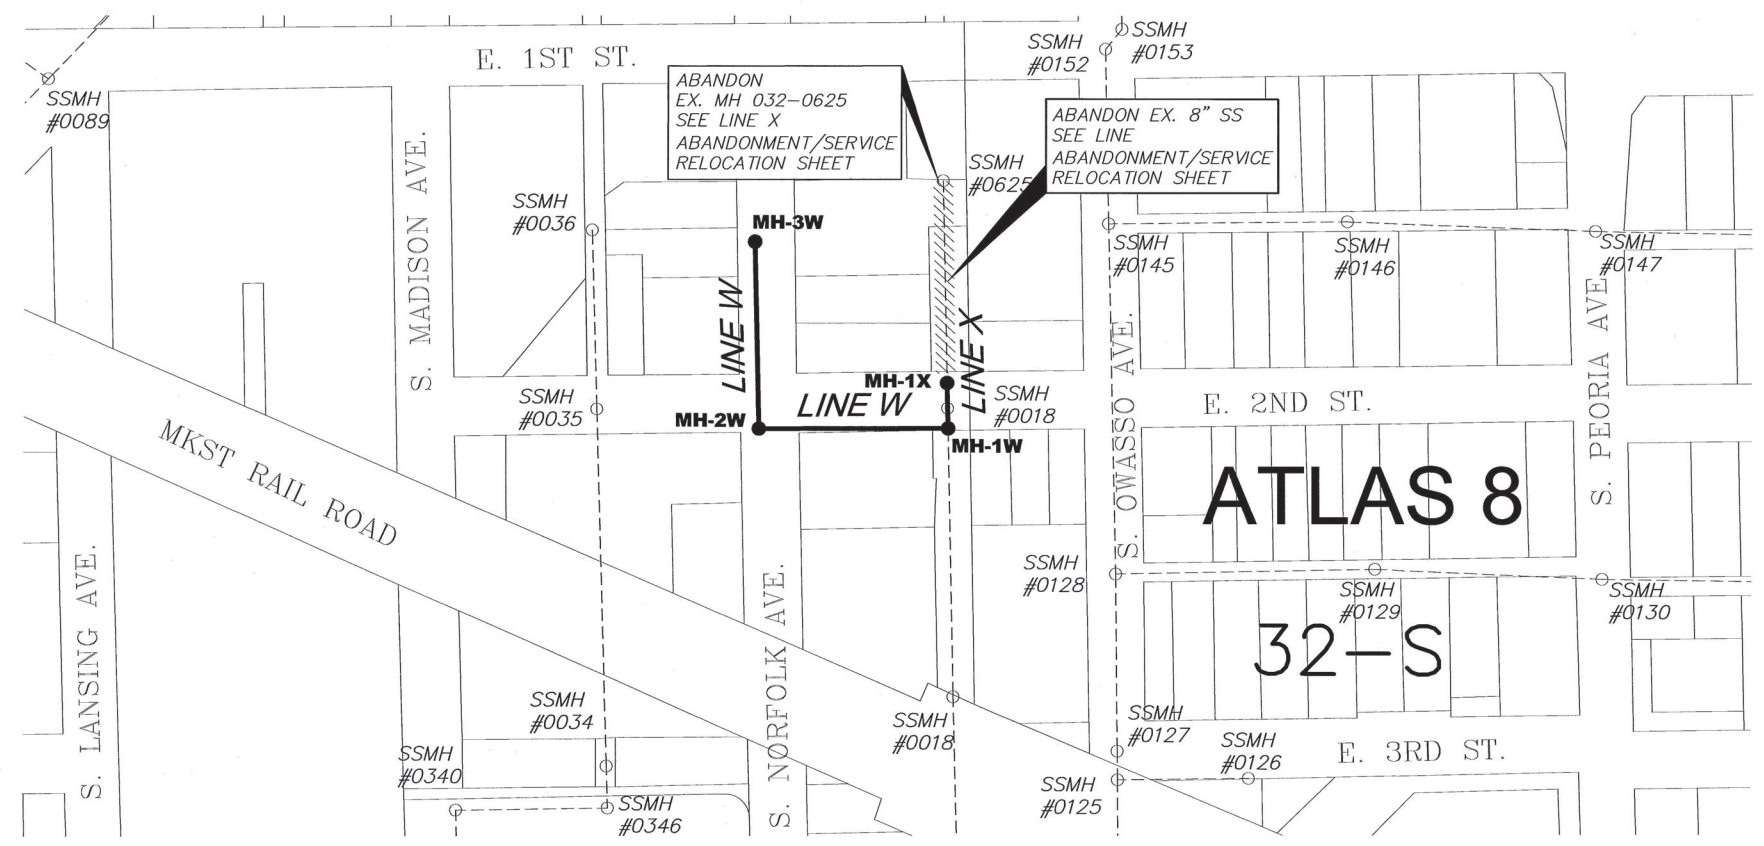 E. 1ST ST.
SSMH
#0153
SSMH
#0152
SSMH
#0089
ABANDON
EX. MH 032-0625
SEE LINE X
ABANDONMENT/SERVICE
RELOCATION SHEET
ABANDON EX. 8" SS
SEE LINE
ABANDONMENT/SERVICE
RELOCATION SHEET
SSMH
#0625
S. MADISON AVE.
SSMH
#0036
MH-3W
SSMH
#0145
SSMH
#0146
SSMH
#0147
LINE W
LINE X
MH-1X
LINE W
SSMH
#0035
MH-2W
SSMH
#0018
MH-1W
S. OWASSO AVE.
E. 2ND ST.
S. PEORIA AVE
MKST RAIL ROAD
ATLAS 8
SSMH
#0128
SSMH
#0129
SSMH
#0130
32-S
S. LANSING AVE.
S. NORFOLK AVE.
SSMH
#0034
SSMH
#0018
SSMH
#0127
SSMH
#0126
E. 3RD ST.
SSMH
#0340
SSMH
#0125
SSMH
#0346